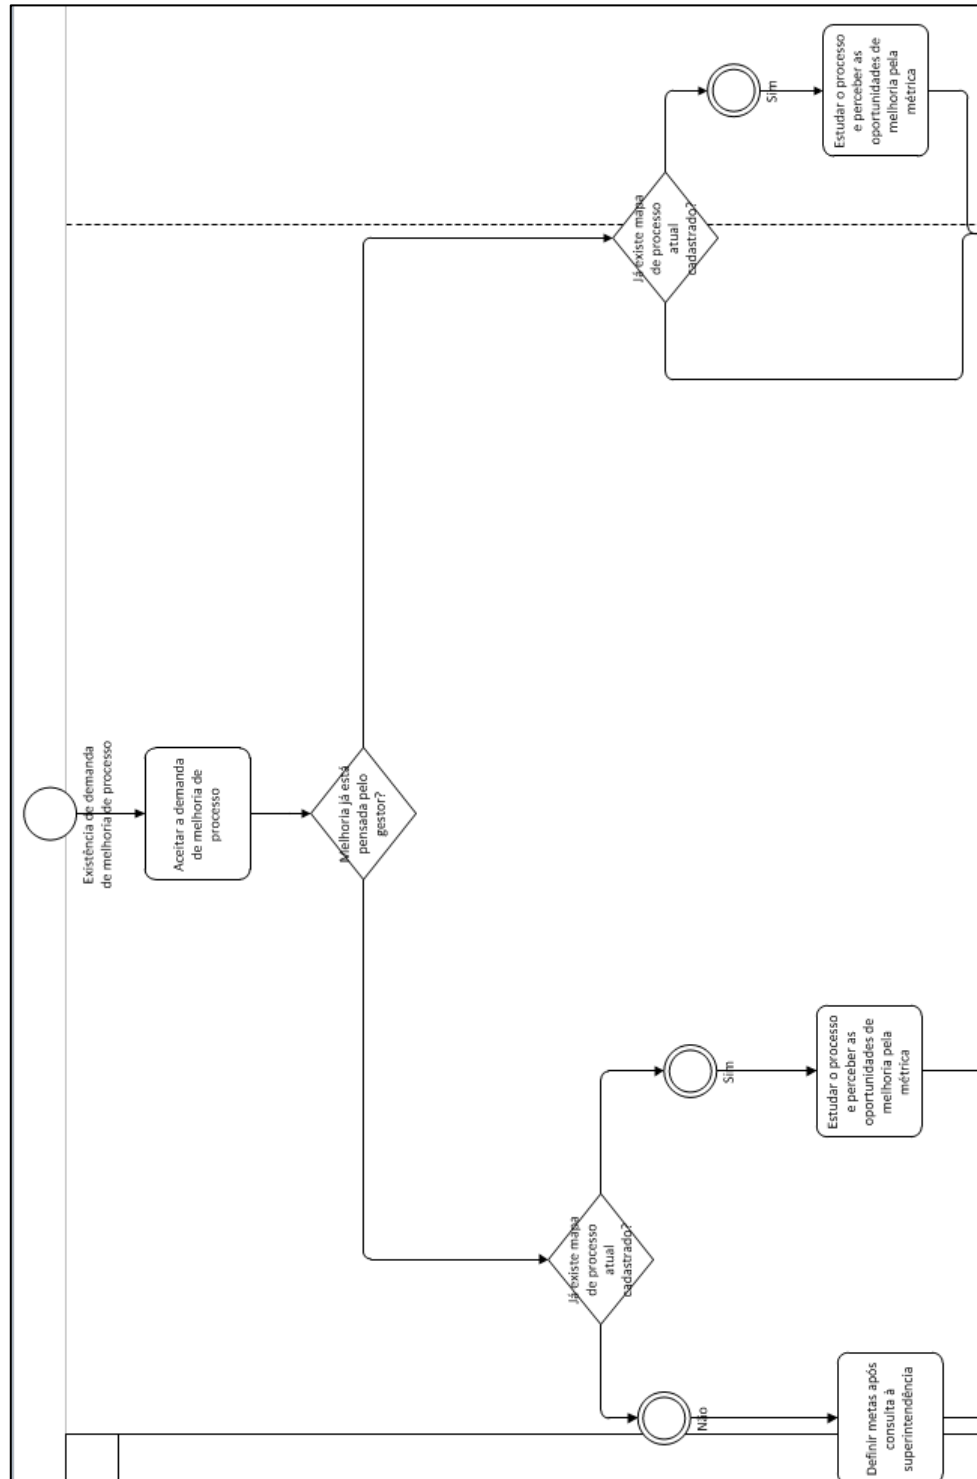 Existência de demanda
de melhoria de processo
Aceitar a demanda
de melhoria de
processo
Melhoria já está
pensada pelo
gestor?
Já existe mapa
de processo
atual
cadastrado?
Sim
Estudar o processo
e perceber as
oportunidades de
melhoria pela
métrica
Já existe mapa
de processo
atual
cadastrado?
Sim
Estudar o processo
e perceber as
oportunidades de
melhoria pela
métrica
Não
Definir metas após
consulta à
superintendência